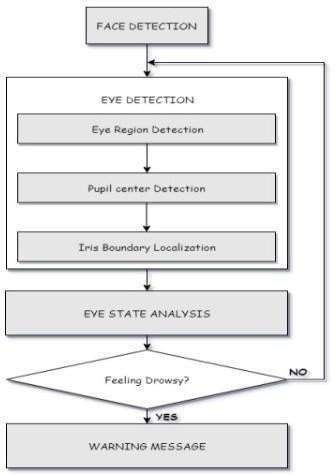 FACE DETECTION
EYE DETECTION
Eye Region Detection
Pupil center Detection
Iris Boundary Localization
EYE STATE ANALYSIS
Feeling Drowsy?
NO
YES
WARNING MESSAGE